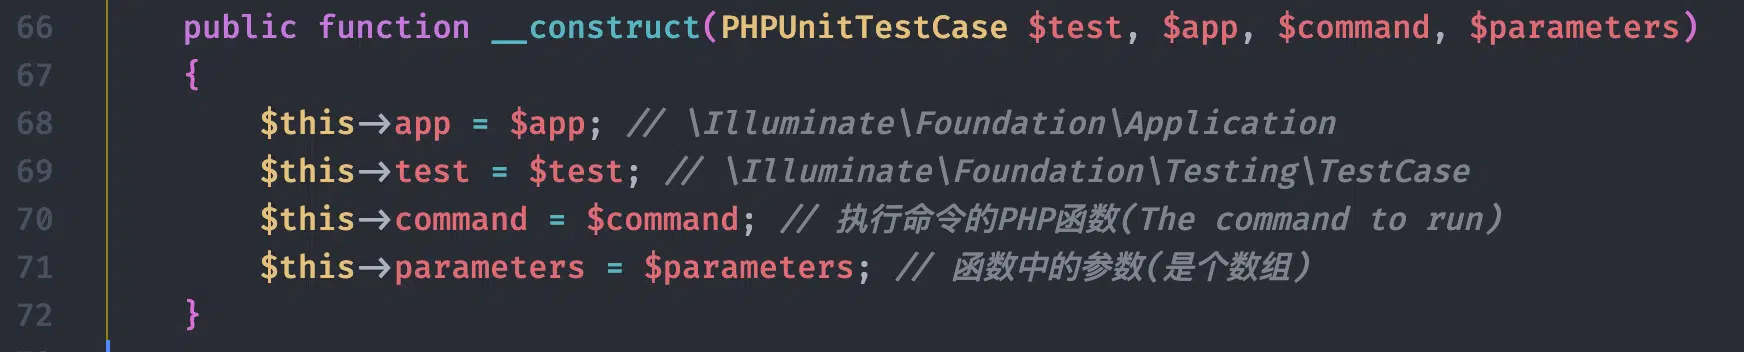 66 public function __construct(PHPUnitTestCase $test, $app, $command, $parameters)
67 {
68 $this->app = $app; // \Illuminate\Foundation\Application
69 $this->test = $test; // \Illuminate\Foundation\Testing\TestCase
70 $this->command = $command; // 执行命令的PHP函数(The command to run)
71 $this->parameters = $parameters; // 函数中的参数(是个数组)
72 }